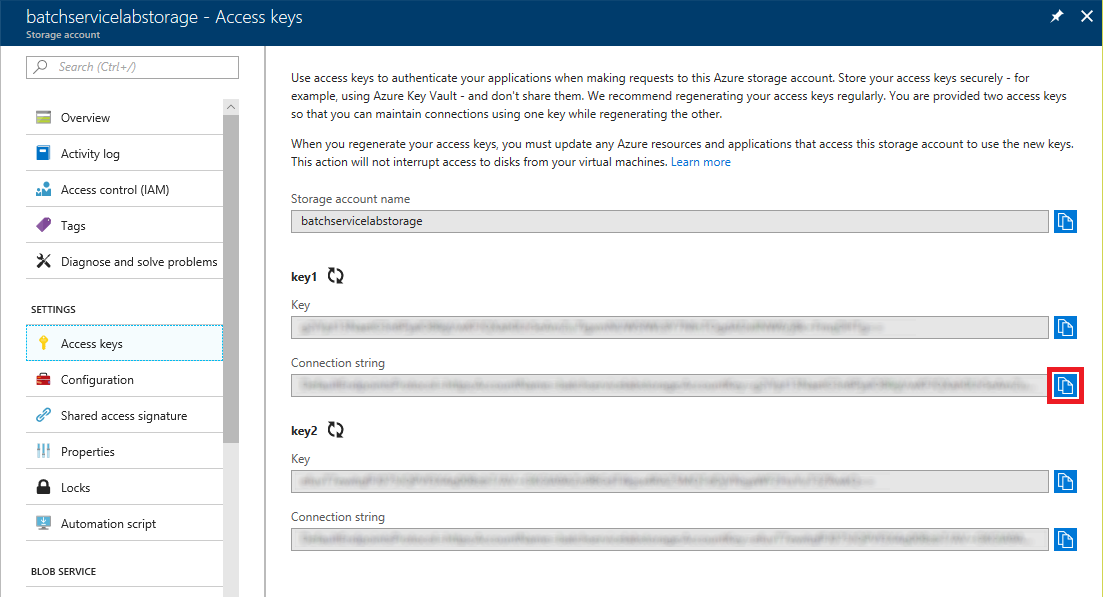 batchservicelabstorage - Access keys
Storage account
Search (Ctrl+/)
Overview
Activity log
Access control (IAM)
Tags
Diagnose and solve problems
SETTINGS
Access keys
Configuration
Shared access signature
Properties
Locks
Automation script
BLOB SERVICE
Use access keys to authenticate your applications when making requests to this Azure storage account. Store your access keys securely - for
example, using Azure Key Vault - and don't share them. We recommend regenerating your access keys regularly. You are provided two access keys
so that you can maintain connections using one key while regenerating the other.
When you regenerate your access keys, you must update any Azure resources and applications that access this storage account to use the new keys.
This action will not interrupt access to disks from your virtual machines. Learn more
Storage account name
batchservicelabstorage
key1
Key
Connection string
key2
Key
Connection string